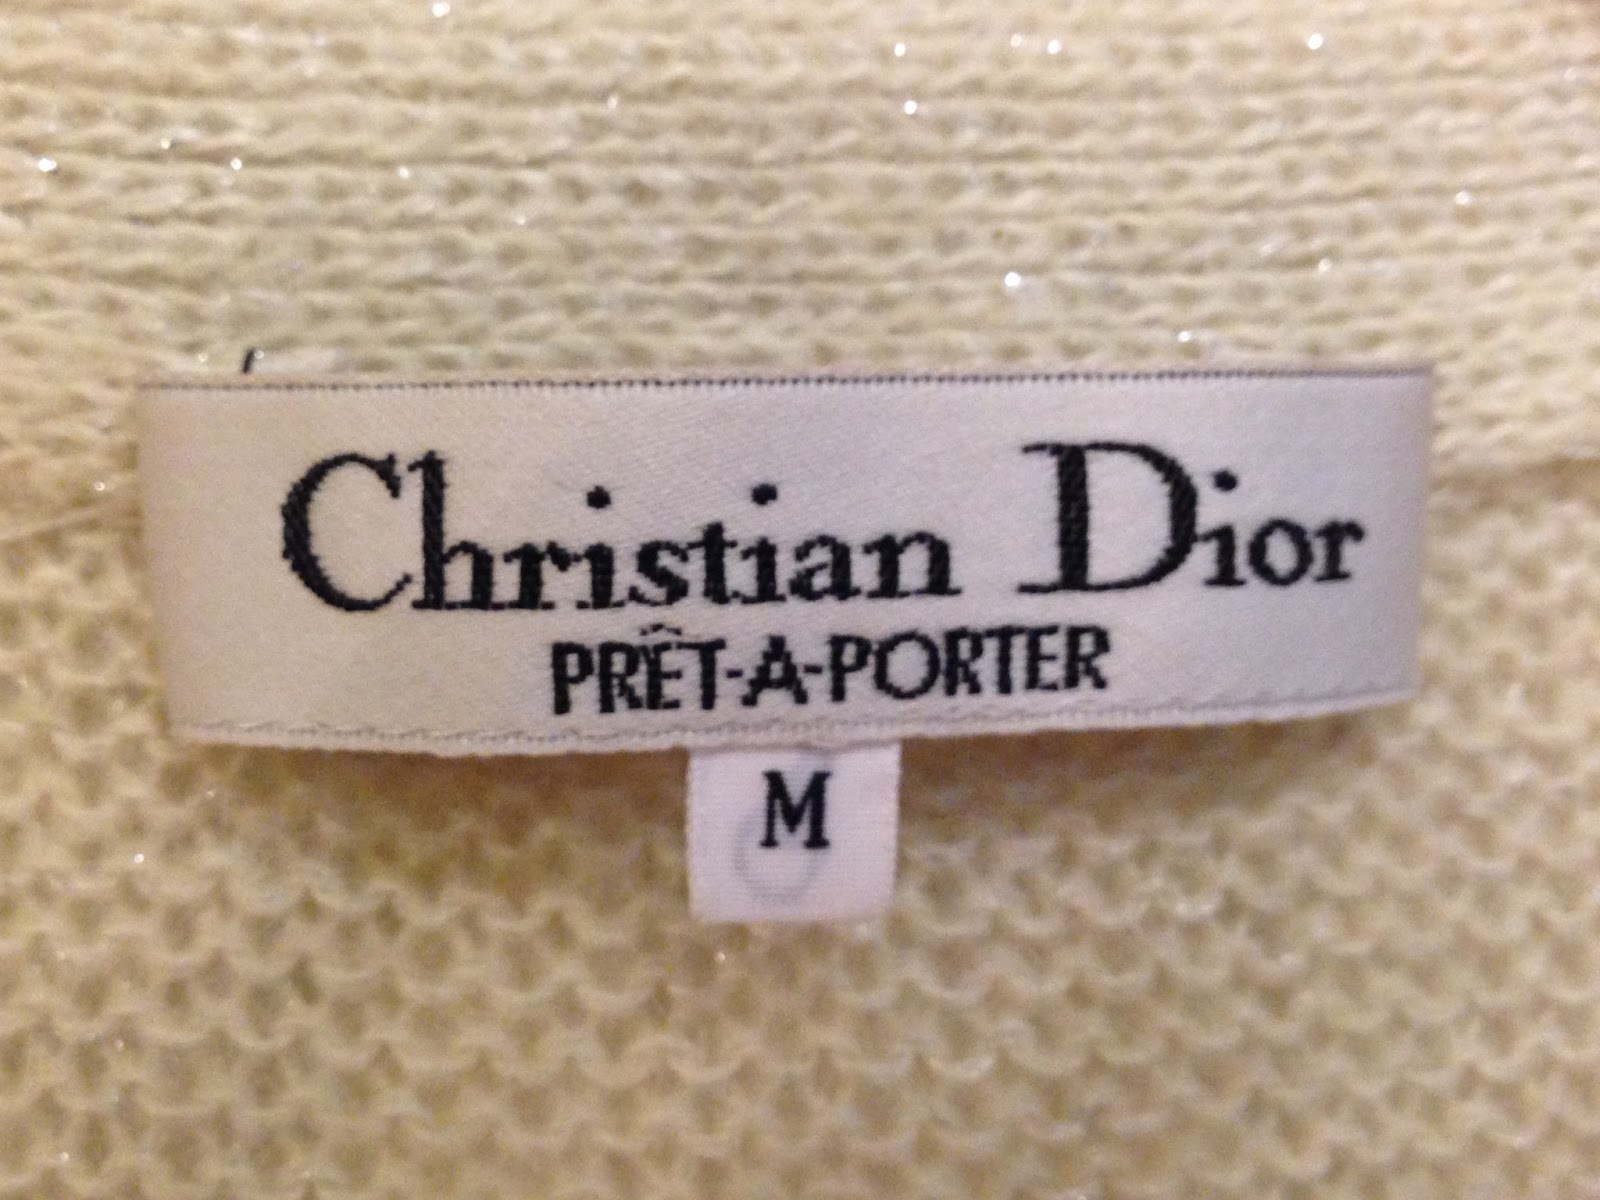 Christian Dior
PRÊT-A-PORTER
M